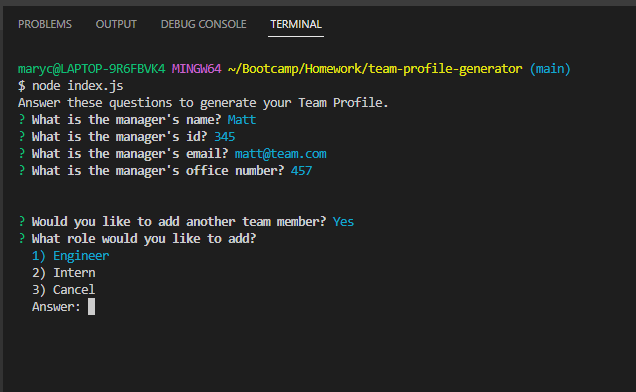 PROBLEMS OUTPUT DEBUG CONSOLE TERMINAL
maryc@LAPTOP-9R6FBVK4 MINGW64 ~/Bootcamp/Homework/team-profile-generator (main)
$ node index.js
Answer these questions to generate your Team Profile.
? What is the manager's name? Matt
? What is the manager's id? 345
? What is the manager's email? matt@team.com
? What is the manager's office number? 457
? Would you like to add another team member? Yes
? What role would you like to add?
1) Engineer
2) Intern
3) Cancel
Answer: